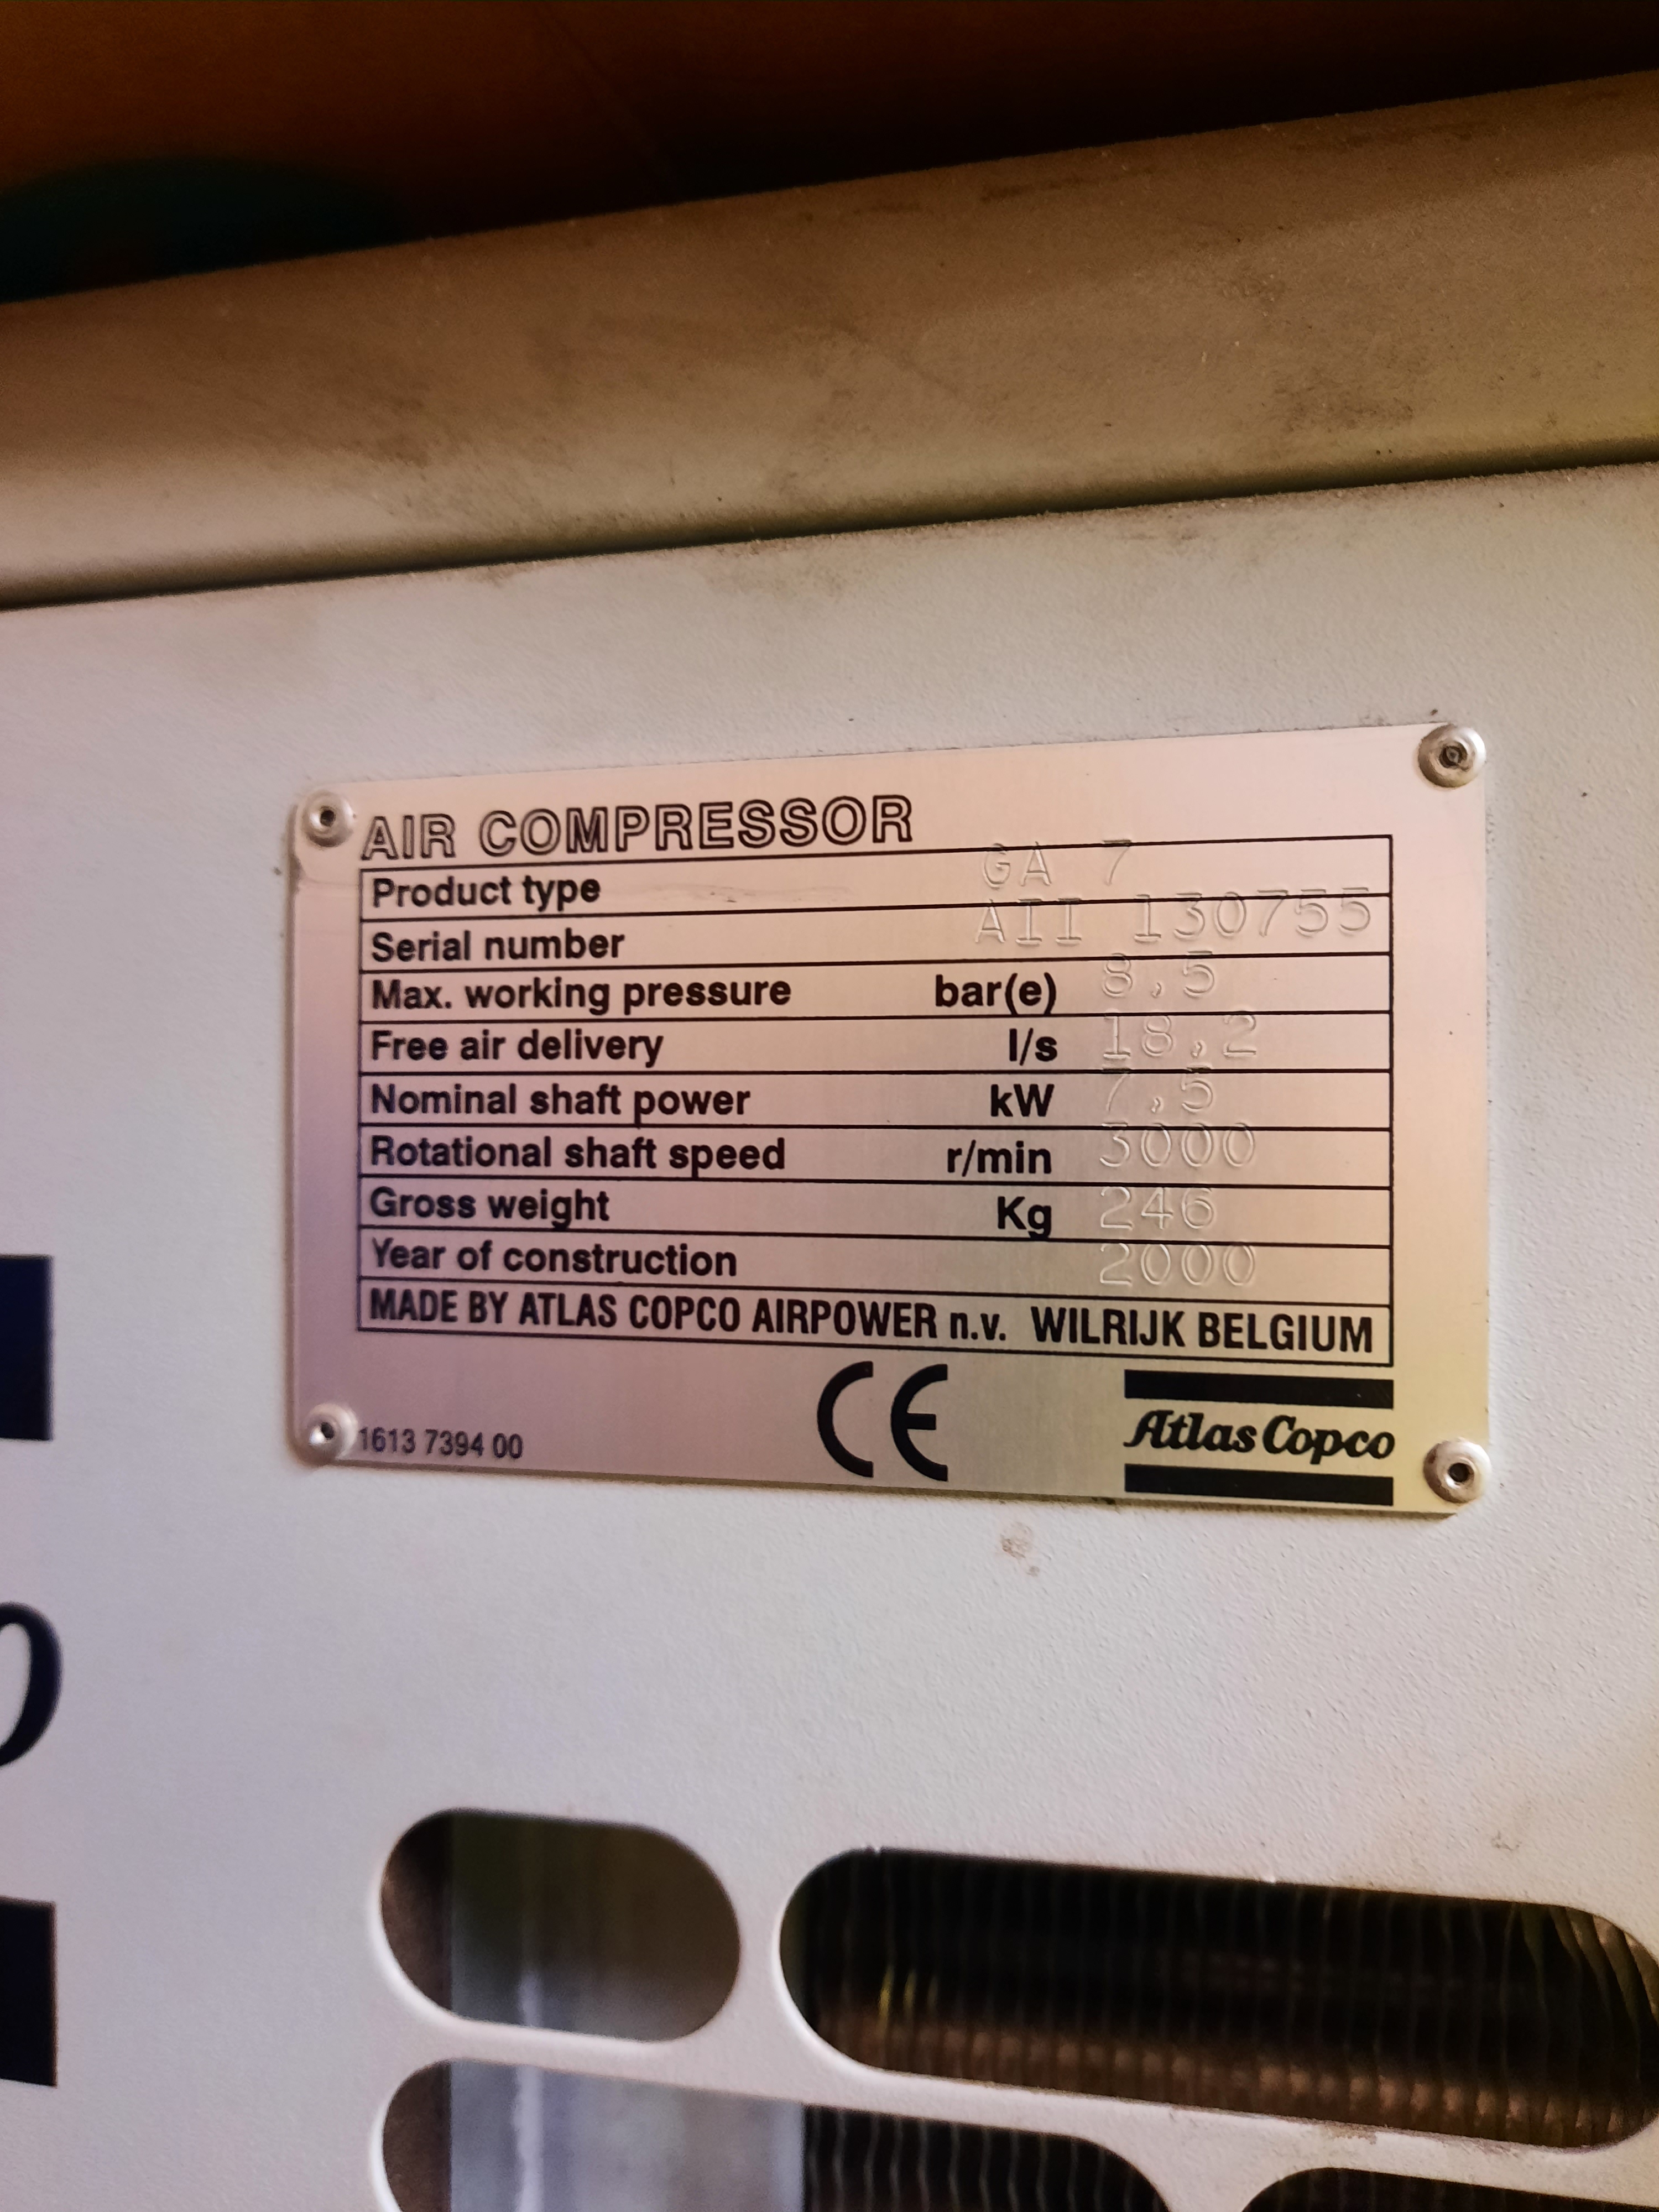 AIR COMPRESSOR
Product type GA 7
Serial number AII 130755
Max. working pressure bar(e) 8,5
Free air delivery l/s 18,2
Nominal shaft power kW 7,5
Rotational shaft speed r/min 3000
Gross weight Kg 246
Year of construction 2000
MADE BY ATLAS COPCO AIRPOWER n.v. WILRIJK BELGIUM
1613 7394 00 CE Atlas Copco